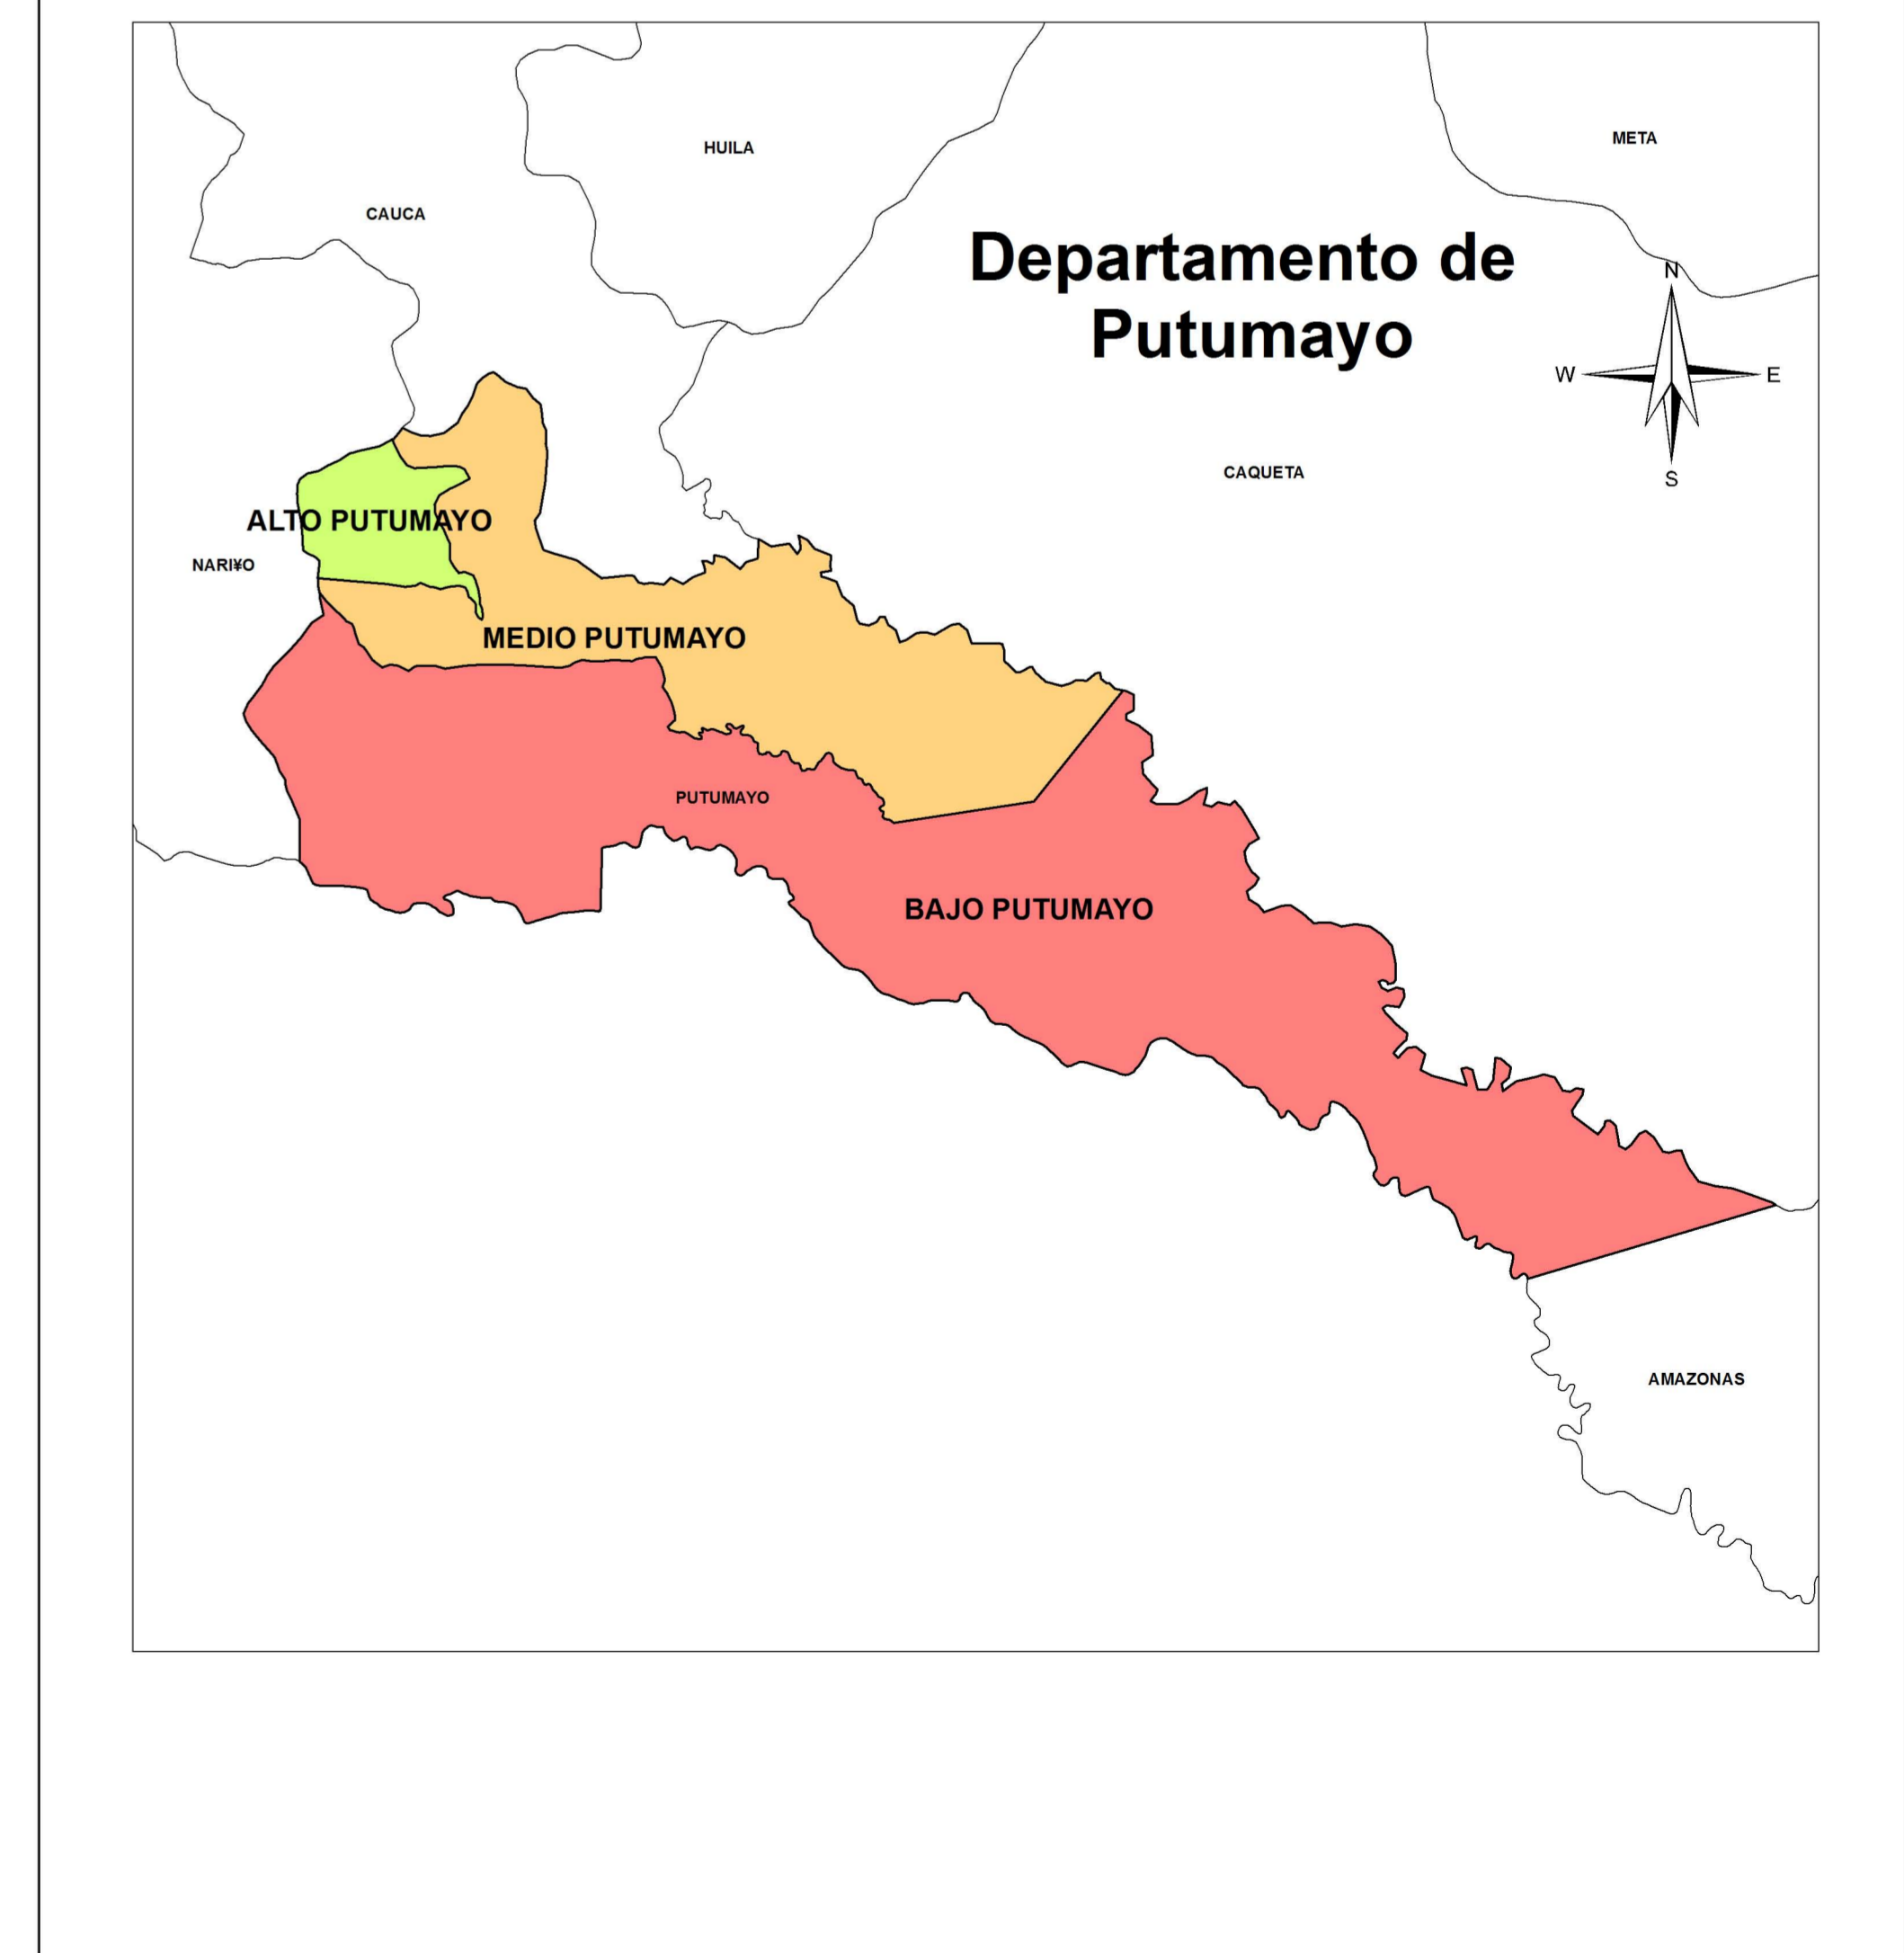 META
HUILA
CAUCA
Departamento de
Putumayo
N
W
E
S
CAQUETA
ALTO PUTUMAYO
NARI¥O
MEDIO PUTUMAYO
PUTUMAYO
BAJO PUTUMAYO
AMAZONAS